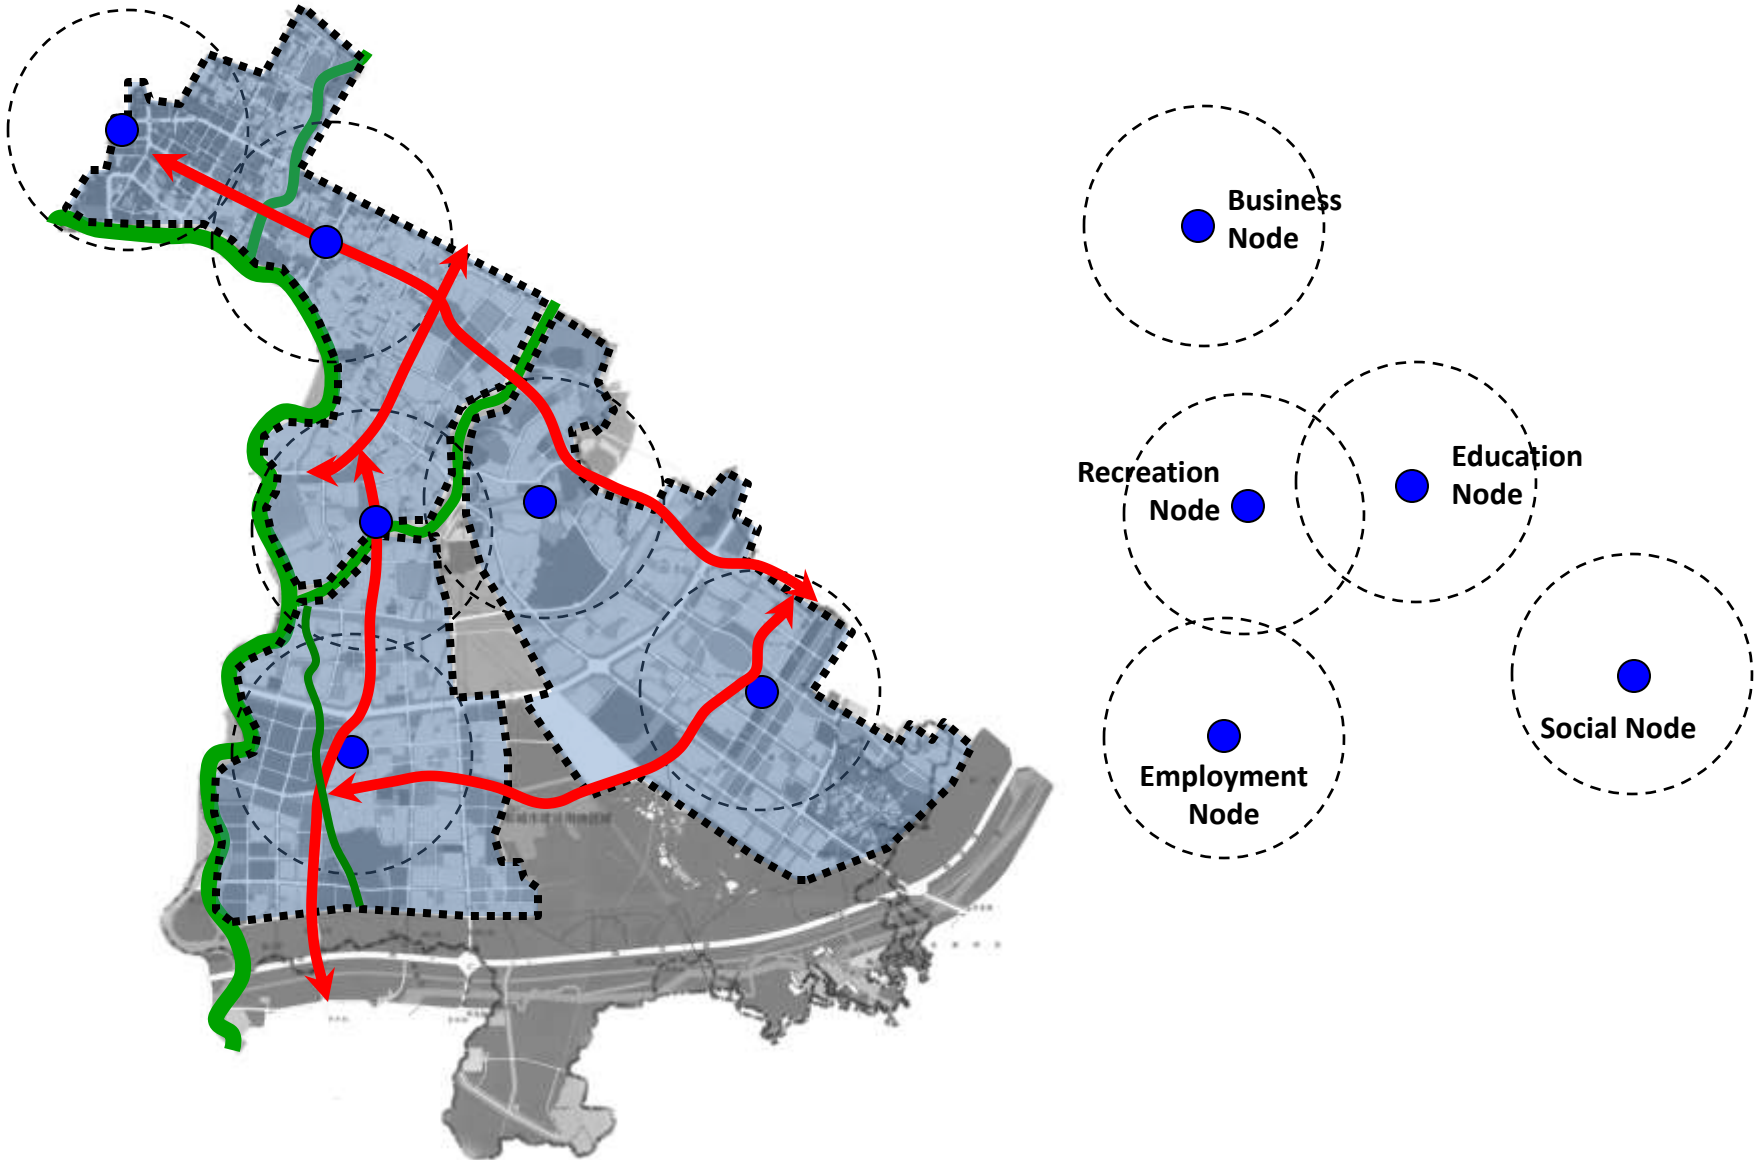 Business
Node
Recreation
Node
Education
Node
Social Node
Employment
Node